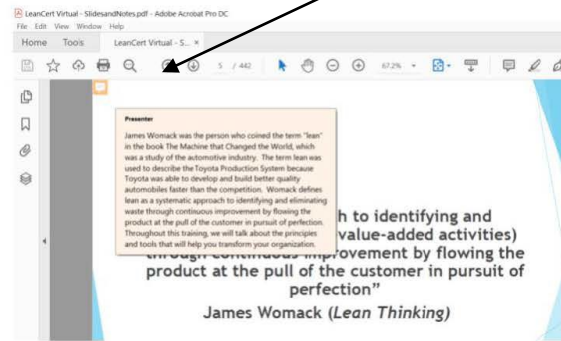 LeanCert Virtual - SlidesandNotes.pdf - Adobe Acrobat Pro DC
File Edit View Window Help
Home Tools LeanCert Virtual - S... ×
5 / 442 67.2%
Presenter
James Womack was the person who coined the term "lean"
in the book The Machine that Changed the World, which
was a study of the automotive industry. The term lean was
used to describe the Toyota Production System because
Toyota was able to develop and build better quality
automobiles faster than the competition. Womack defines
lean as a systematic approach to identifying and eliminating
waste through continuous improvement by flowing the
product at the pull of the customer in pursuit of perfection.
Throughout this training, we will talk about the principles
and tools that will help you transform your organization.
h to identifying and
value-added activities)
through continuous improvement by flowing the
product at the pull of the customer in pursuit of
perfection”
James Womack (Lean Thinking)